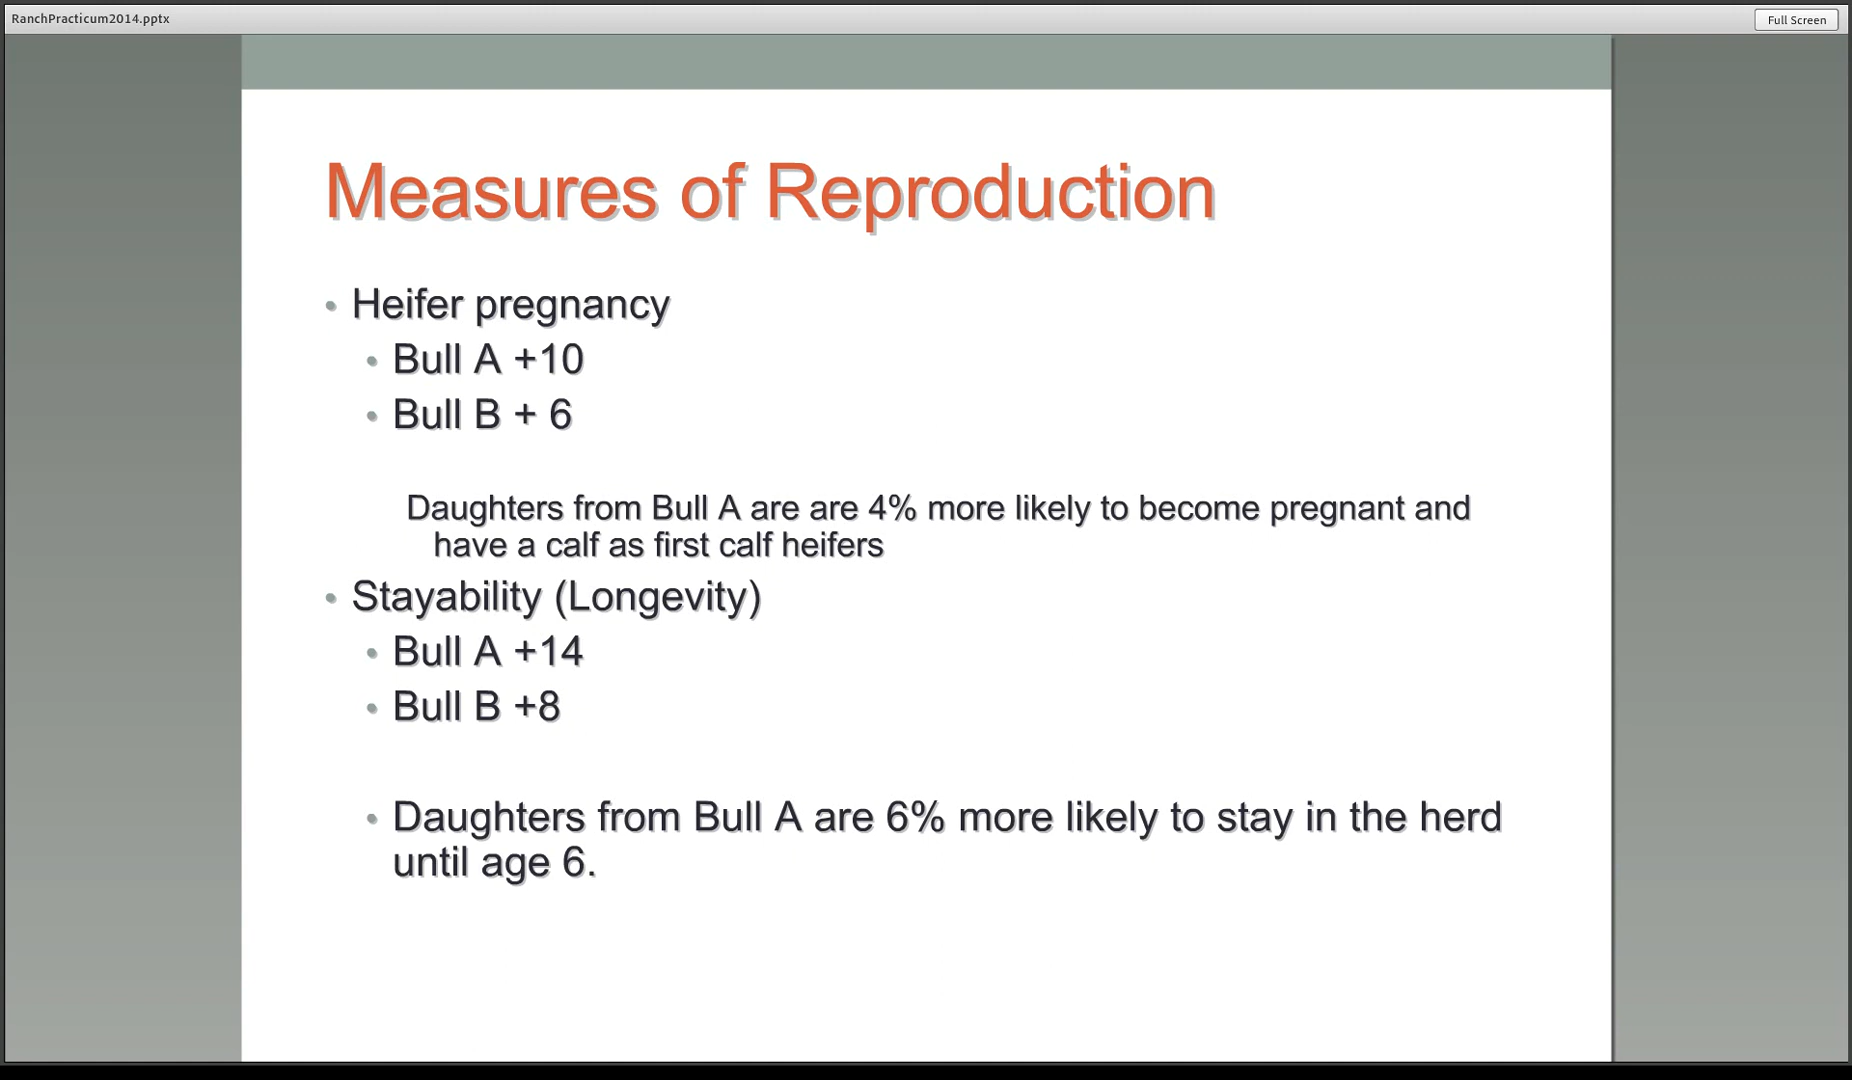 RanchPracticum2014.pptx
Full Screen
Measures of Reproduction
• Heifer pregnancy
• Bull A +10
• Bull B + 6
Daughters from Bull A are are 4% more likely to become pregnant and
have a calf as first calf heifers
• Stayability (Longevity)
• Bull A +14
• Bull B +8
• Daughters from Bull A are 6% more likely to stay in the herd
until age 6.